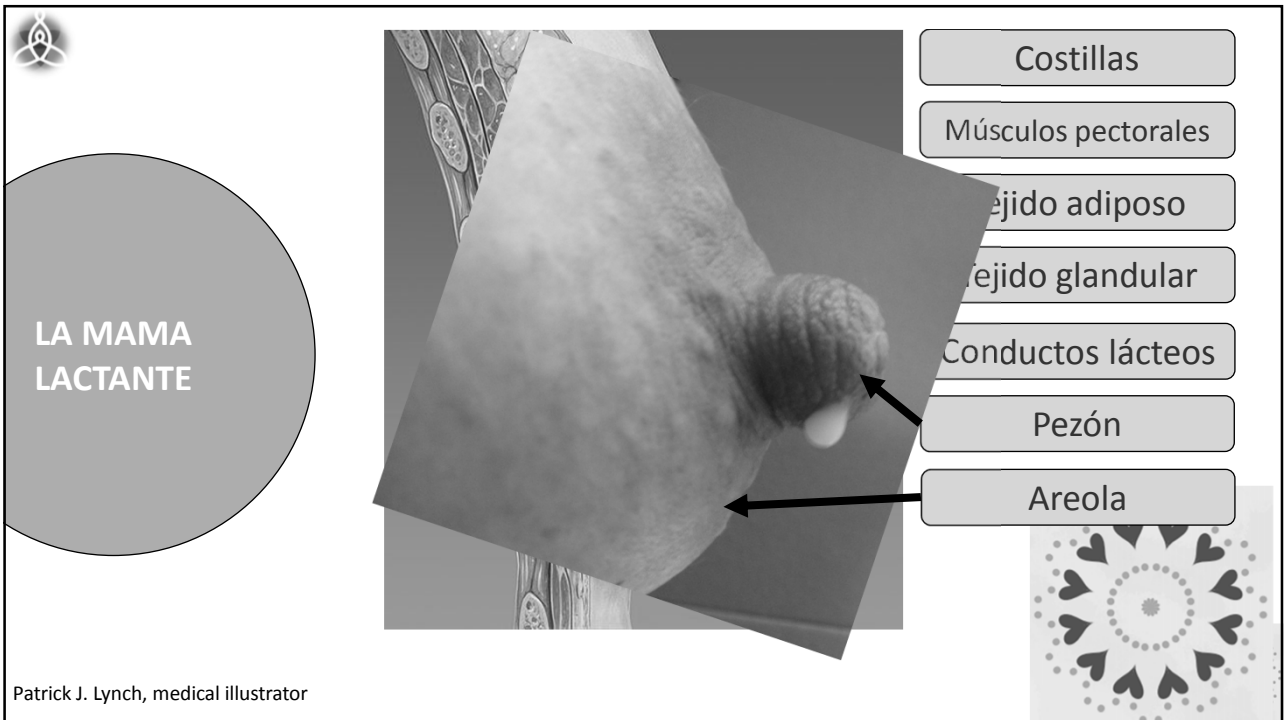 LA MAMA
LACTANTE
Costillas
Músculos pectorales
ejido adiposo
ejido glandular
Conductos lácteos
Pezón
Areola
Patrick J. Lynch, medical illustrator